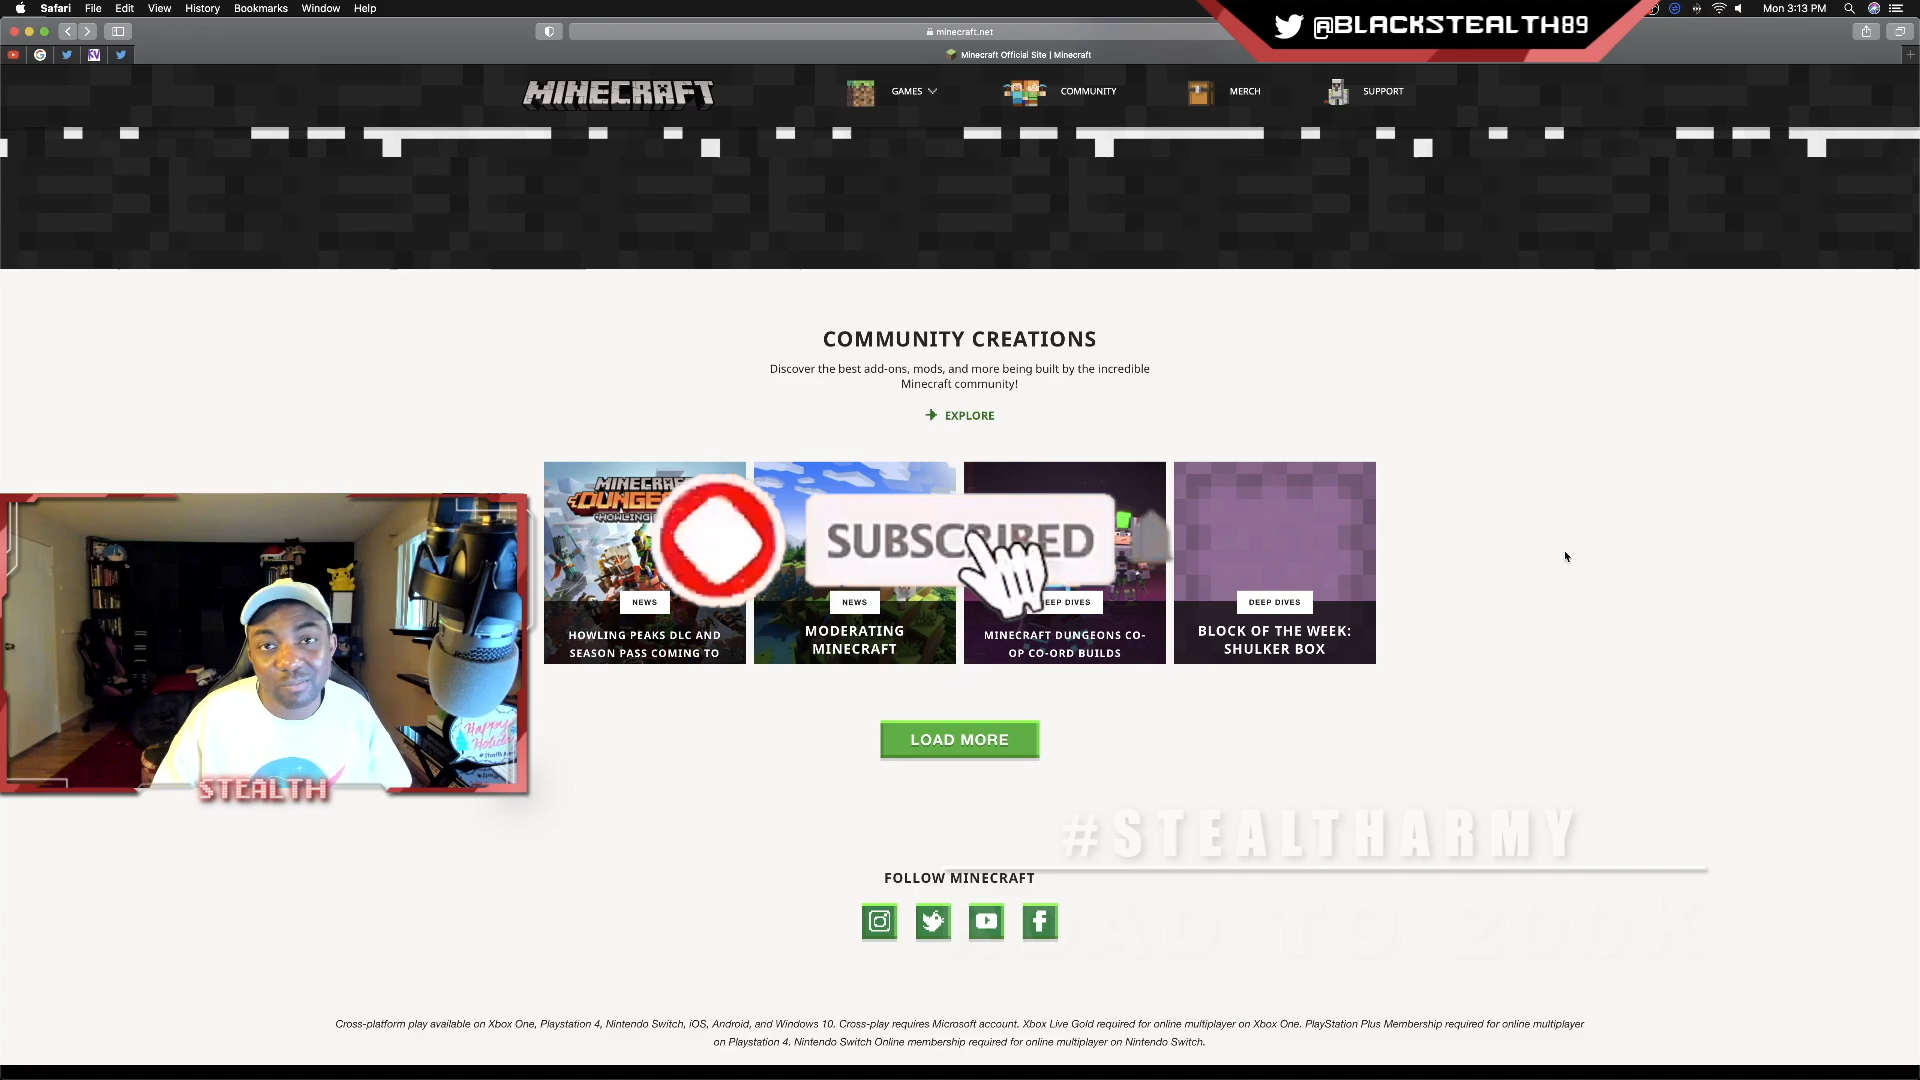 Safari File Edit View History Bookmarks Window Help
Mon 3:13 PM
@BLACKSTEALTH89
minecraft.net
Minecraft Official Site | Minecraft
MINECRAFT
GAMES
COMMUNITY
MERCH
SUPPORT
COMMUNITY CREATIONS
Discover the best add-ons, mods, and more being built by the incredible
Minecraft community!
EXPLORE
SUBSCRIBED
NEWS
HOWLING PEAKS DLC AND
SEASON PASS COMING TO
NEWS
MODERATING
MINECRAFT
DEEP DIVES
MINECRAFT DUNGEONS CO-
OP CO-ORD BUILDS
DEEP DIVES
BLOCK OF THE WEEK:
SHULKER BOX
Happy
STEALTH
LOAD MORE
#STEALTHARMY
FOLLOW MINECRAFT
Cross-platform play available on Xbox One, Playstation 4, Nintendo Switch, iOS, Android, and Windows 10. Cross-play requires Microsoft account. Xbox Live Gold required for online multiplayer on Xbox One. PlayStation Plus Membership required for online multiplayer
on Playstation 4. Nintendo Switch Online membership required for online multiplayer on Nintendo Switch.